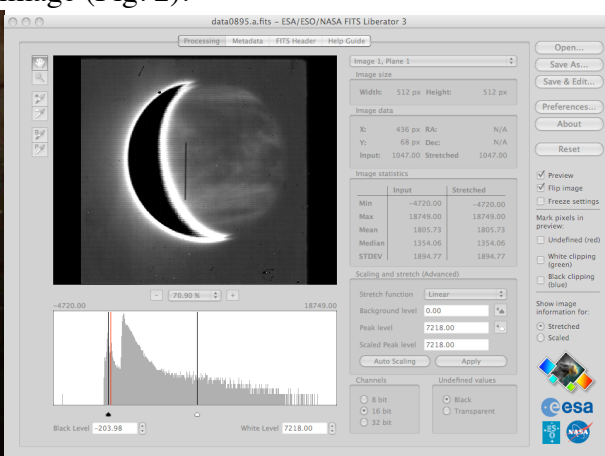 image (Fig. 2).
data0895.a.fits – ESA/ESO/NASA FITS Liberator 3
Processing Metadata FITS Header Help Guide
Image 1, Plane 1
Image size
Width: 512 px Height: 512 px
Image data
X: 436 px RA: N/A
Y: 68 px Dec: N/A
Input: 1047.00 Stretched 1047.00
Image statistics
Input Stretched
Min -4720.00 -4720.00
Max 18749.00 18749.00
Mean 1805.73 1805.73
Median 1354.06 1354.06
STDEV 1894.77 1894.77
Scaling and stretch (Advanced)
Stretch function Linear
Background level 0.00
Peak level 7218.00
Scaled Peak level 7218.00
Auto Scaling Apply
Channels
8 bit
16 bit
32 bit
Undefined values
Black
Transparent
- 70.90 % +
-4720.00 18749.00
Black Level -203.98 White Level 7218.00
Open...
Save As...
Save & Edit...
Preferences...
About
Reset
Preview
Flip image
Freeze settings
Mark pixels in
preview:
Undefined (red)
White clipping
(green)
Black clipping
(blue)
Show image
information for:
Stretched
Scaled
esa
ES
O
NASA